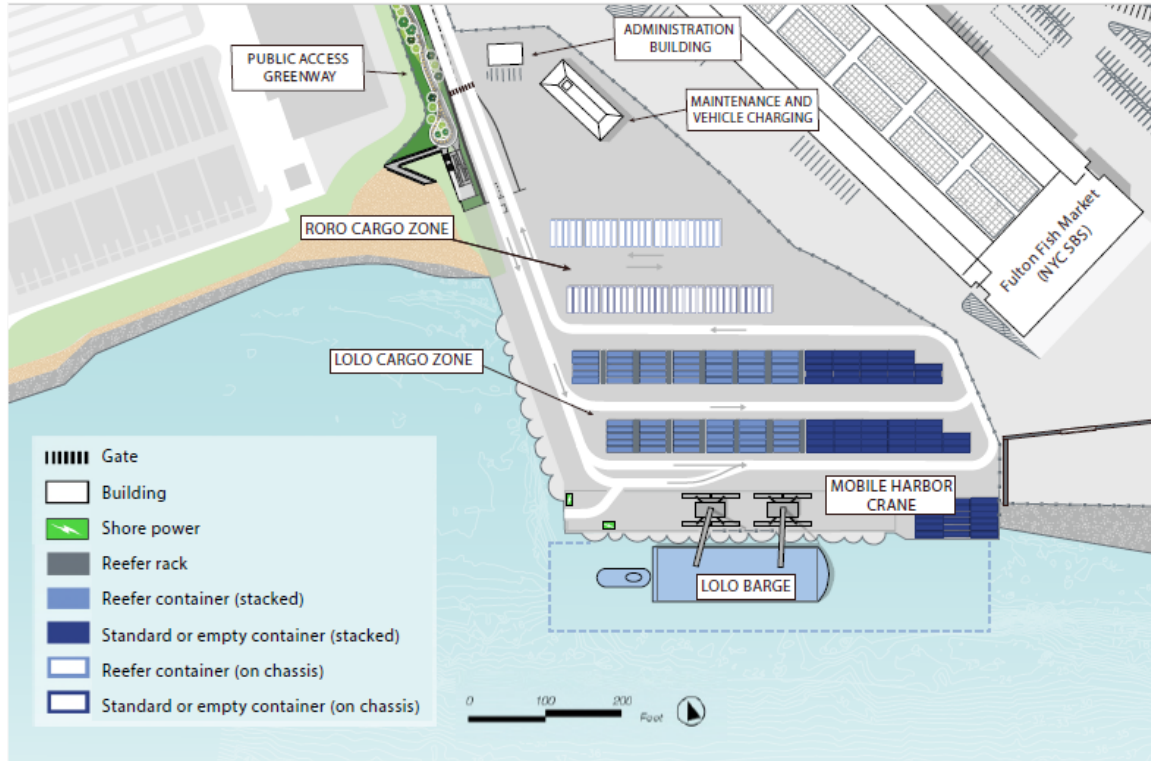 ADMINISTRATION
BUILDING
PUBLIC ACCESS
GREENWAY
MAINTENANCE AND
VEHICLE CHARGING
RORO CARGO ZONE
Fulton Fish Market
(NYC SBS)
LOLO CARGO ZONE
MOBILE HARBOR
CRANE
LOLO BARGE
Gate
Building
Shore power
Reefer rack
Reefer container (stacked)
Standard or empty container (stacked)
Reefer container (on chassis)
Standard or empty container (on chassis)
0 100 200
Feet